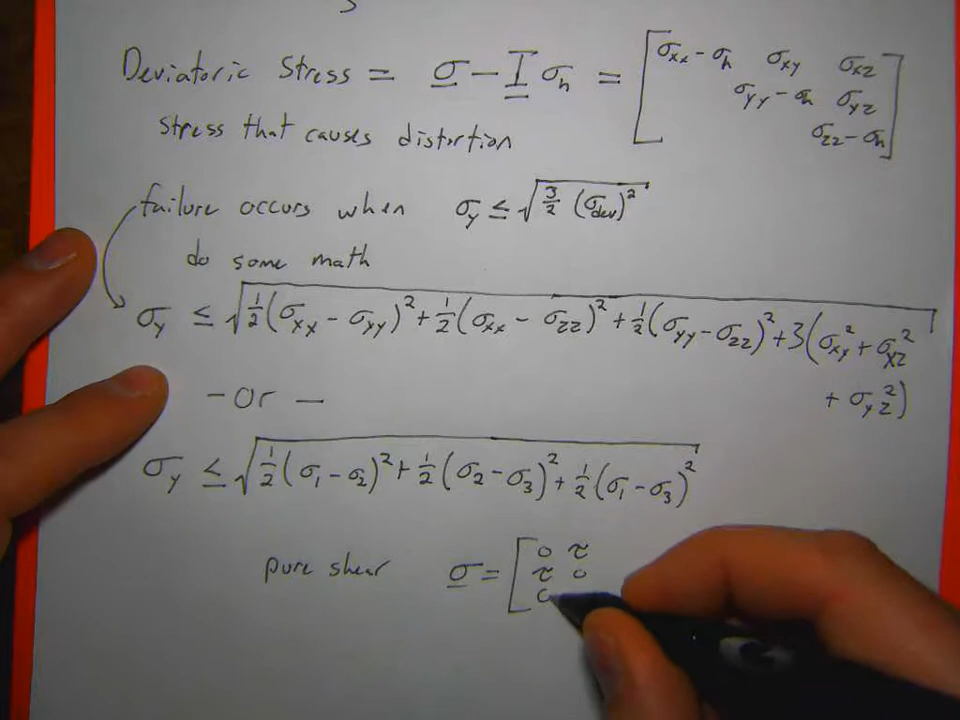 Deviatoric Stress = σ - I σh = [ σxx - σh σxy σxz
σyy - σh σyz
σzz - σh ]
stress that causes distortion
failure occurs when σy ≤ √(3/2 (σdev)²)
do some math
σy ≤ √(1/2(σxx - σyy)² + 1/2(σxx - σzz)² + 1/2(σyy - σzz)² + 3(σxy² + σxz²
+ σyz²)
- or -
σy ≤ √(1/2(σ1 - σ2)² + 1/2(σ2 - σ3)² + 1/2(σ1 - σ3)²
pure shear σ = [ 0 τ
τ 0
0